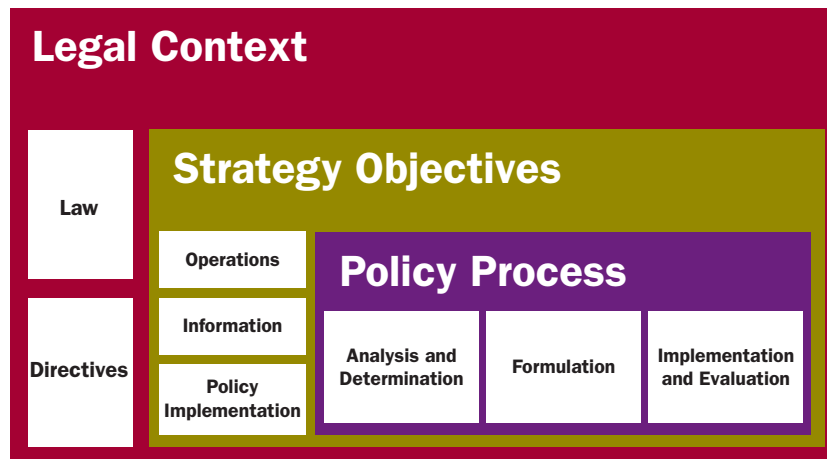 Legal Context
Law
Directives
Strategy Objectives
Operations
Information
Policy
Implementation
Policy Process
Analysis and
Determination
Formulation
Implementation
and Evaluation